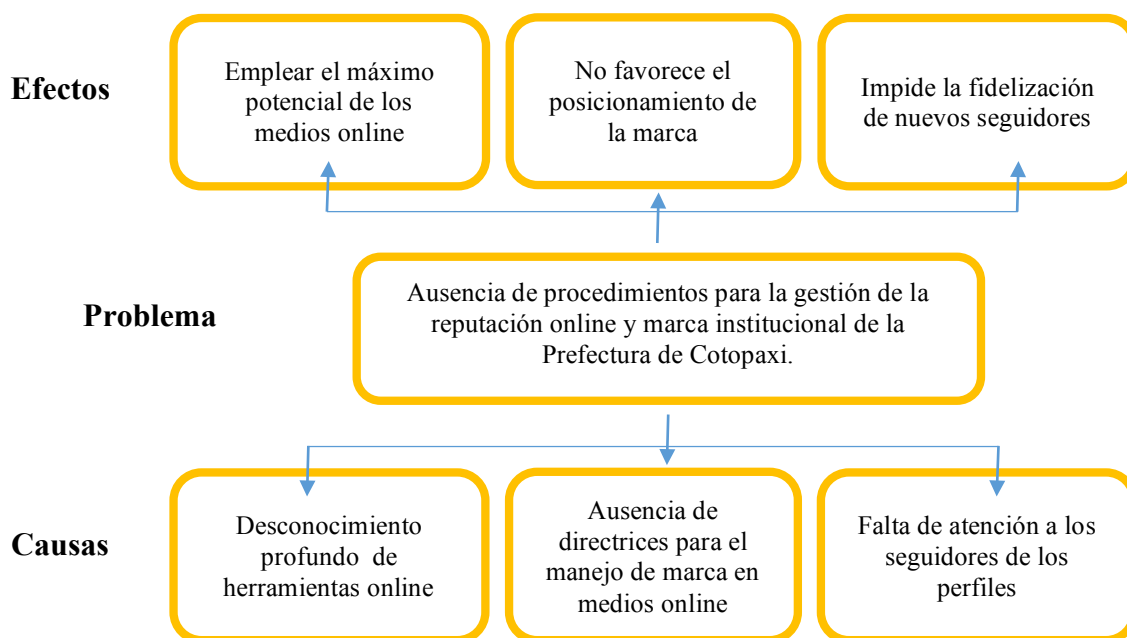 Efectos
Emplear el máximo
potencial de los
medios online
No favorece el
posicionamiento de
la marca
Impide la fidelización
de nuevos seguidores
Problema
Ausencia de procedimientos para la gestión de la
reputación online y marca institucional de la
Prefectura de Cotopaxi.
Causas
Desconocimiento
profundo  de
herramientas online
Ausencia de
directrices para el
manejo de marca en
medios online
Falta de atención a los
seguidores de los
perfiles